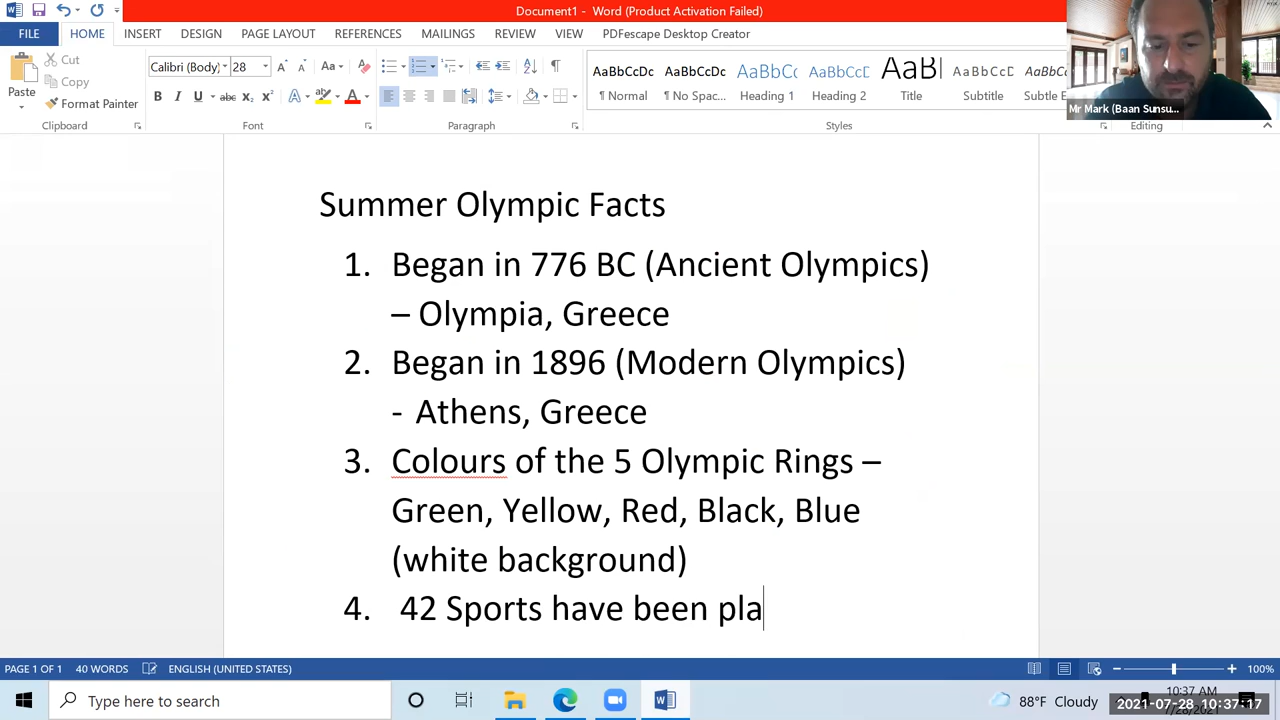 Document1 - Word (Product Activation Failed)
FILE HOME INSERT DESIGN PAGE LAYOUT REFERENCES MAILINGS REVIEW VIEW PDFescape Desktop Creator
Cut
Copy
Format Painter
Paste
Clipboard
Calibri (Body) 28
Font
Paragraph
AaBbCcDc AaBbCcDc AaBbCc AaBbCcD AaB AaBbCcD AaBbCcDc
¶ Normal ¶ No Spac... Heading 1 Heading 2 Title Subtitle Subtle E
Styles
Editing
Mr Mark (Baan Sunsu...
Summer Olympic Facts
1. Began in 776 BC (Ancient Olympics)
– Olympia, Greece
2. Began in 1896 (Modern Olympics)
- Athens, Greece
3. Colours of the 5 Olympic Rings –
Green, Yellow, Red, Black, Blue
(white background)
4. 42 Sports have been pla
PAGE 1 OF 1 40 WORDS ENGLISH (UNITED STATES) 100%
Type here to search
88°F Cloudy
10:37 AM
2021-07-28 10:37:17